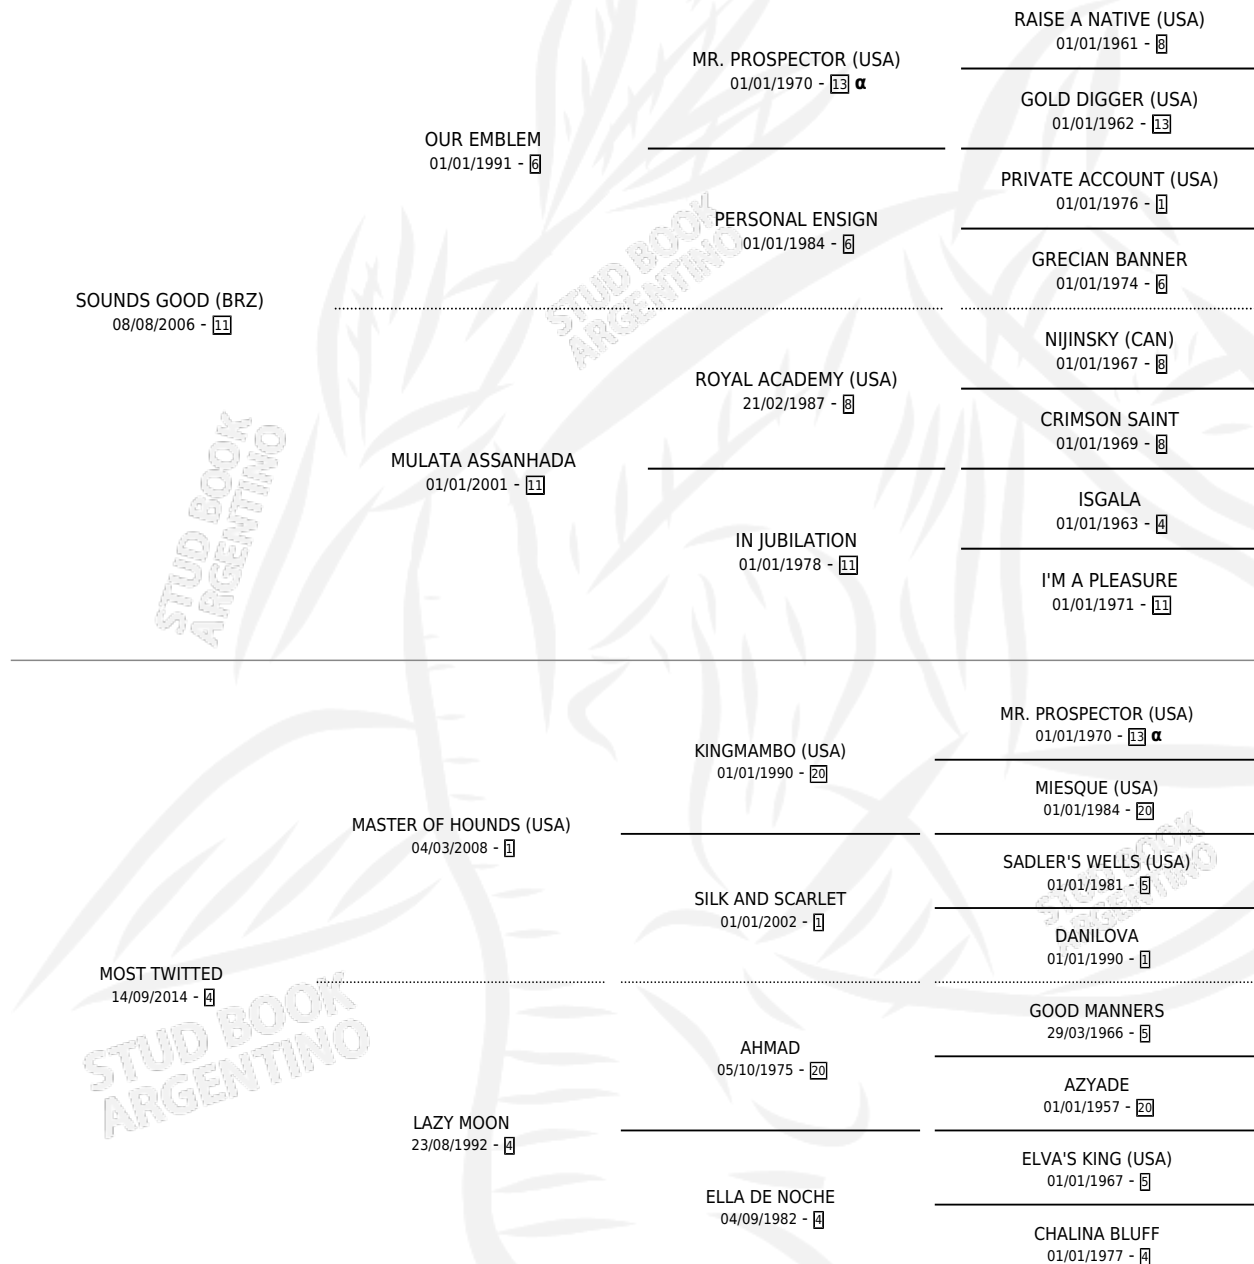 RAISE A NATIVE (USA)
01/01/1961 - 8
MR. PROSPECTOR (USA)
01/01/1970 - 13 α
GOLD DIGGER (USA)
01/01/1962 - 13
OUR EMBLEM
01/01/1991 - 6
PRIVATE ACCOUNT (USA)
01/01/1976 - 1
PERSONAL ENSIGN
01/01/1984 - 6
GRECIAN BANNER
01/01/1974 - 6
SOUNDS GOOD (BRZ)
08/08/2006 - 11
NIJINSKY (CAN)
01/01/1967 - 8
ROYAL ACADEMY (USA)
21/02/1987 - 8
CRIMSON SAINT
01/01/1969 - 8
MULATA ASSANHADA
01/01/2001 - 11
ISGALA
01/01/1963 - 4
IN JUBILATION
01/01/1978 - 11
I'M A PLEASURE
01/01/1971 - 11
MR. PROSPECTOR (USA)
01/01/1970 - 13 α
KINGMAMBO (USA)
01/01/1990 - 20
MIESQUE (USA)
01/01/1984 - 20
MASTER OF HOUNDS (USA)
04/03/2008 - 1
SADLER'S WELLS (USA)
01/01/1981 - 5
SILK AND SCARLET
01/01/2002 - 1
DANILOVA
01/01/1990 - 1
MOST TWITTED
14/09/2014 - 4
GOOD MANNERS
29/03/1966 - 5
AHMAD
05/10/1975 - 20
AZYADE
01/01/1957 - 20
LAZY MOON
23/08/1992 - 4
ELVA'S KING (USA)
01/01/1967 - 5
ELLA DE NOCHE
04/09/1982 - 4
CHALINA BLUFF
01/01/1977 - 4
STUD BOOK
ARGENTINO
STUD BOOK
ARGENTINO
STUD BOOK
ARGENTINO
STUD BOOK
ARGENTINO